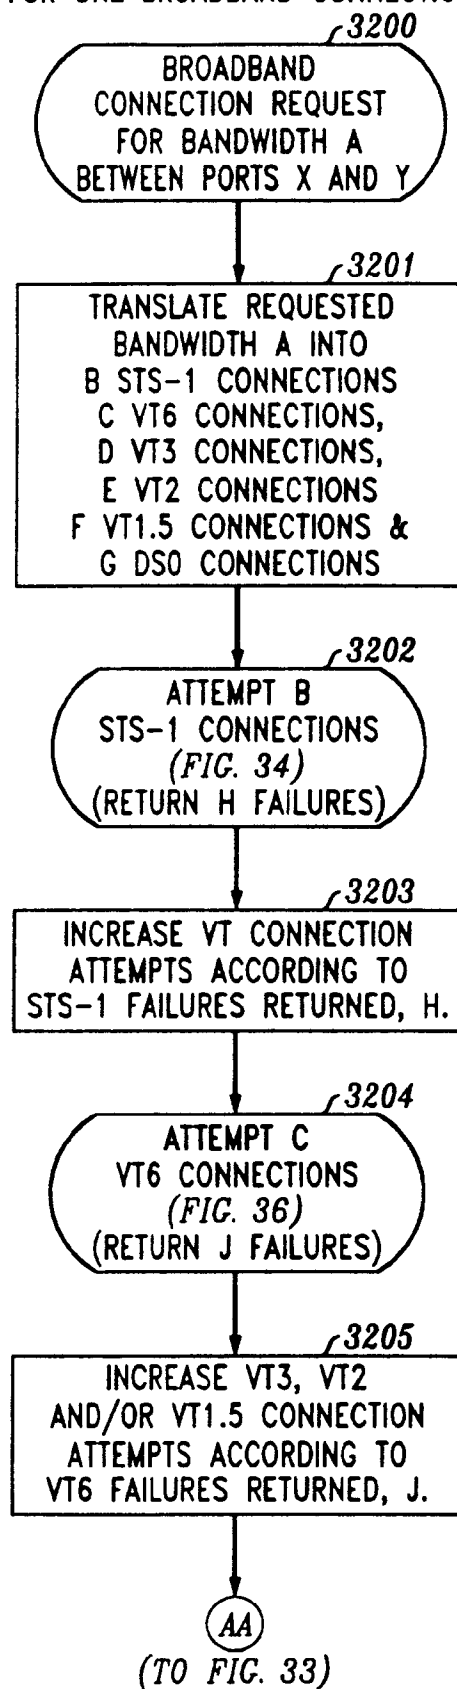 FOR ONE BROADBAND CONNECTION
3200
BROADBAND
CONNECTION REQUEST
FOR BANDWIDTH A
BETWEEN PORTS X AND Y
3201
TRANSLATE REQUESTED
BANDWIDTH A INTO
B STS-1 CONNECTIONS
C VT6 CONNECTIONS,
D VT3 CONNECTIONS,
E VT2 CONNECTIONS
F VT1.5 CONNECTIONS &
G DS0 CONNECTIONS
3202
ATTEMPT B
STS-1 CONNECTIONS
(FIG. 34)
(RETURN H FAILURES)
3203
INCREASE VT CONNECTION
ATTEMPTS ACCORDING TO
STS-1 FAILURES RETURNED, H.
3204
ATTEMPT C
VT6 CONNECTIONS
(FIG. 36)
(RETURN J FAILURES)
3205
INCREASE VT3, VT2
AND/OR VT1.5 CONNECTION
ATTEMPTS ACCORDING TO
VT6 FAILURES RETURNED, J.
AA
(TO FIG. 33)